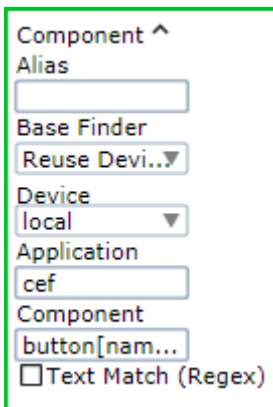 Component ^
Alias
Base Finder
Reuse Devi...
Device
local
Application
cef
Component
button[nam...
Text Match (Regex)